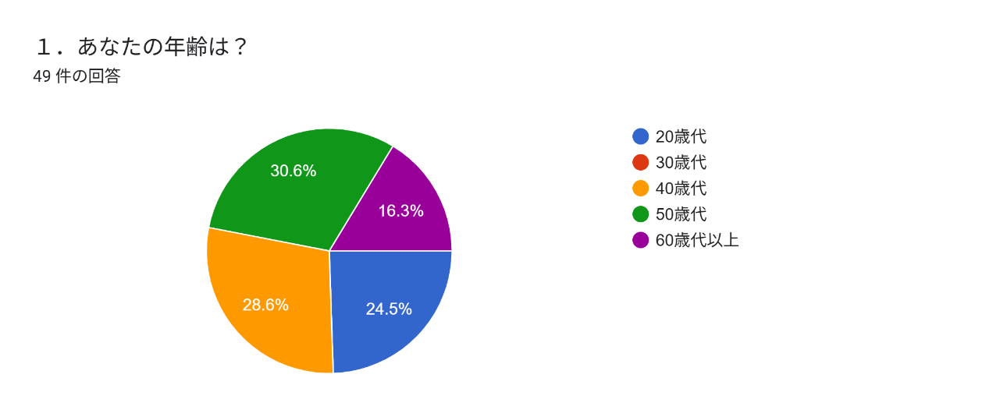 １．あなたの年齢は？
49 件の回答
20歳代
30歳代
40歳代
50歳代
60歳代以上
30.6%
16.3%
28.6%
24.5%